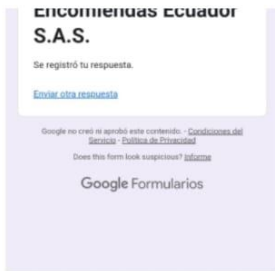 Encomiendas Ecuador
S.A.S.
Se registró tu respuesta.
Enviar otra respuesta
Google no creó ni aprobó este contenido. - Condiciones del
Servicio - Política de Privacidad
Does this form look suspicious? Informe
Google Formularios